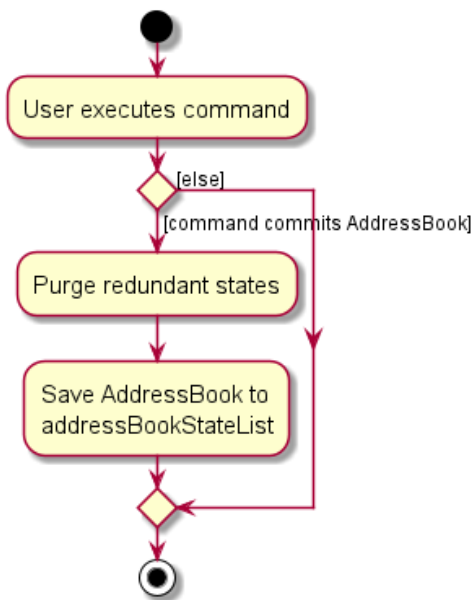 User executes command
[else]
[command commits AddressBook]
Purge redundant states
Save AddressBook to
addressBookStateList